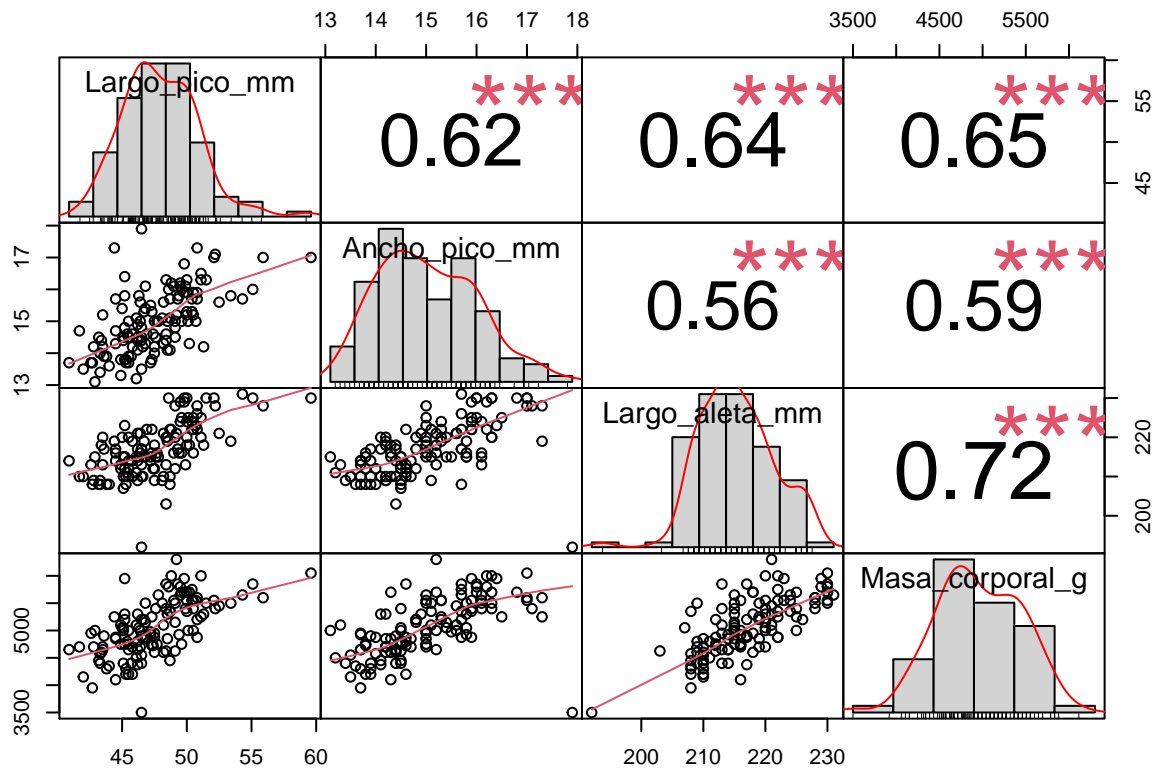 13 14 15 16 17 18
3500 4500 5500
Largo_pico_mm
***
0.62
***
0.64
***
0.65
45 55
13 15 17
Ancho_pico_mm
***
0.56
***
0.59
Largo_aleta_mm
***
0.72
200 220
3500 5000
Masa_corporal_g
45 50 55 60
200 210 220 230